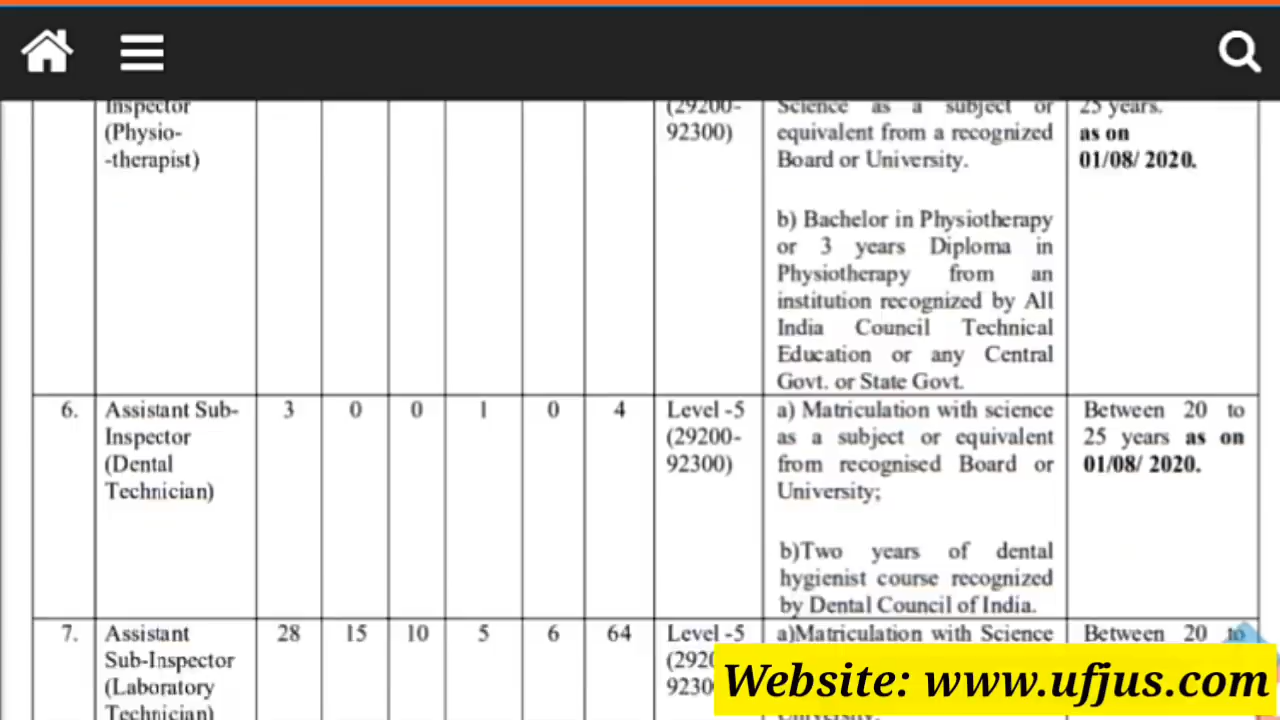 Inspector
(Physio-
-therapist)
(29200-
92300)
Science as a subject or
equivalent from a recognized
Board or University.
b) Bachelor in Physiotherapy
or 3 years Diploma in
Physiotherapy from an
institution recognized by All
India Council Technical
Education or any Central
Govt. or State Govt.
25 years.
as on
01/08/ 2020.
6.
Assistant Sub-
Inspector
(Dental
Technician)
3 0 0 1 0 4
Level -5
(29200-
92300)
a) Matriculation with science
as a subject or equivalent
from recognised Board or
University;
b)Two years of dental
hygienist course recognized
by Dental Council of India.
Between 20 to
25 years as on
01/08/ 2020.
7.
Assistant
Sub-Inspector
(Laboratory
Technician)
28 15 10 5 6 64
Level -5
a)Matriculation with Science
Between 20 to
Website: www.ufjus.com